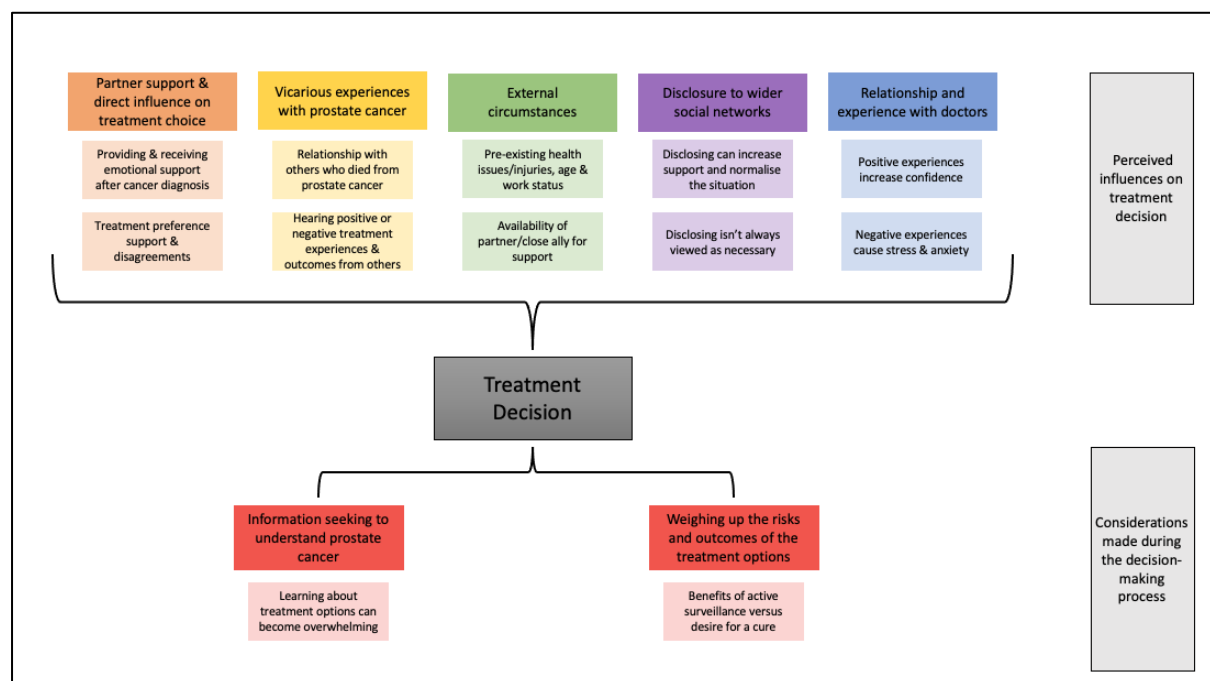 Partner support &
direct influence on
treatment choice
Providing & receiving
emotional support
after cancer diagnosis
Treatment preference
support &
disagreements
Vicarious experiences
with prostate cancer
Relationship with
others who died from
prostate cancer
Hearing positive or
negative treatment
experiences &
outcomes from others
External
circumstances
Pre-existing health
issues/injuries, age &
work status
Availability of
partner/close ally for
support
Disclosure to wider
social networks
Disclosing can increase
support and normalise
the situation
Disclosing isn't always
viewed as necessary
Relationship and
experience with doctors
Positive experiences
increase confidence
Negative experiences
cause stress & anxiety
Perceived
influences on
treatment
decision
Treatment
Decision
Information seeking to
understand prostate
cancer
Learning about
treatment options can
become overwhelming
Weighing up the risks
and outcomes of the
treatment options
Benefits of active
surveillance versus
desire for a cure
Considerations
made during
the decision-
making
process